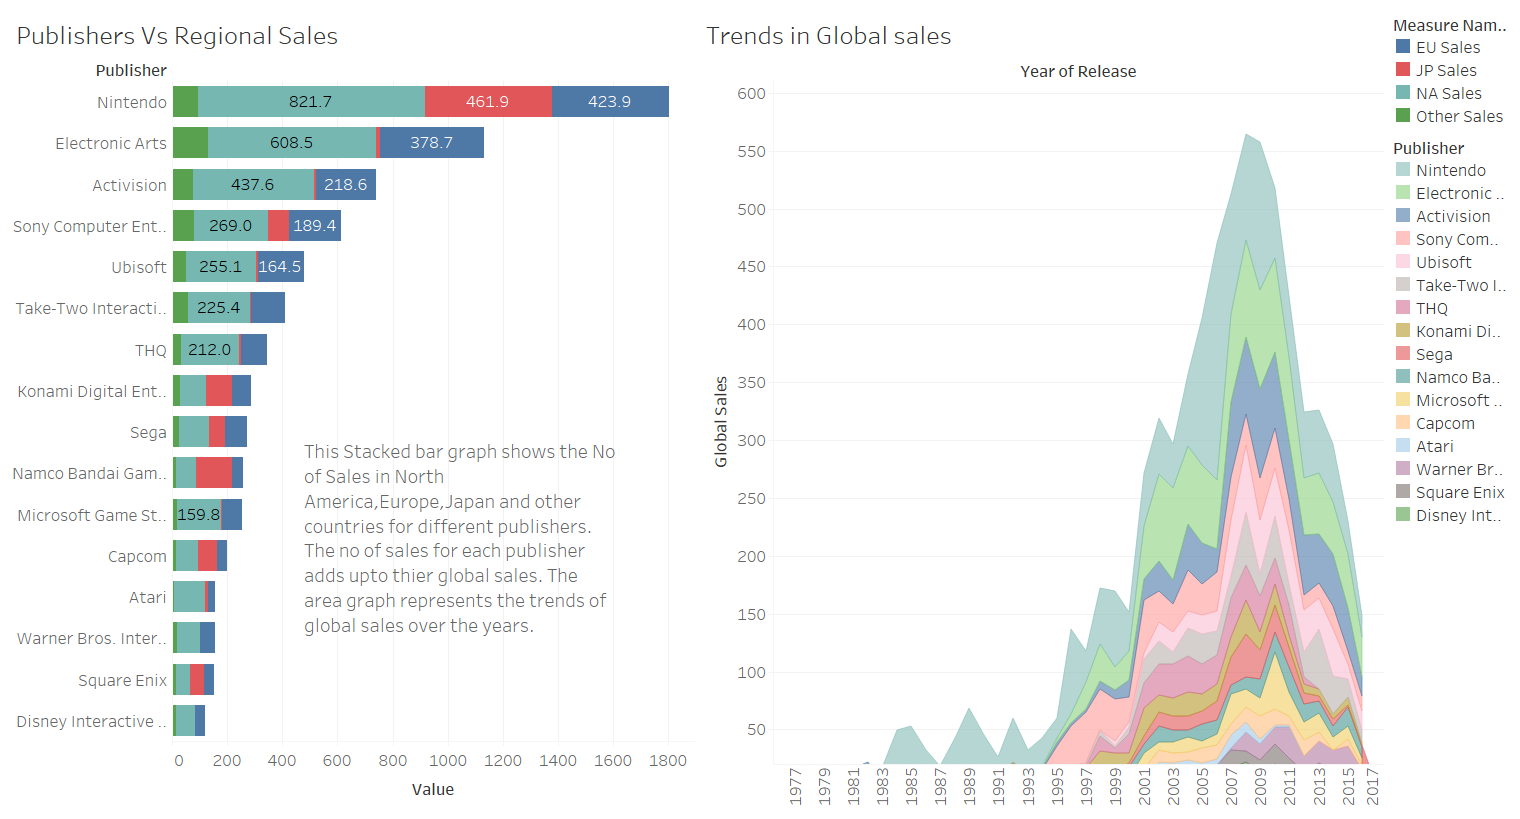 Publishers Vs Regional Sales
Publisher
Nintendo 821.7 461.9 423.9
Electronic Arts 608.5 378.7
Activision 437.6 218.6
Sony Computer Ent.. 269.0 189.4
Ubisoft 255.1 164.5
Take-Two Interacti.. 225.4
THQ 212.0
Konami Digital Ent..
Sega
Namco Bandai Gam..
Microsoft Game St.. 159.8
Capcom
Atari
Warner Bros. Inter..
Square Enix
Disney Interactive ..
0 200 400 600 800 1000 1200 1400 1600 1800
Value
This Stacked bar graph shows the No
of Sales in North
America,Europe,Japan and other
countries for different publishers.
The no of sales for each publisher
adds upto thier global sales. The
area graph represents the trends of
global sales over the years.
Trends in Global sales
Year of Release
600
550
500
450
400
350
300
250
200
150
100
50
Global Sales
1977 1979 1981 1983 1985 1987 1989 1991 1993 1995 1997 1999 2001 2003 2005 2007 2009 2011 2013 2015 2017
Measure Nam..
EU Sales
JP Sales
NA Sales
Other Sales
Publisher
Nintendo
Electronic ..
Activision
Sony Com..
Ubisoft
Take-Two I..
THQ
Konami Di..
Sega
Namco Ba..
Microsoft ..
Capcom
Atari
Warner Br..
Square Enix
Disney Int..